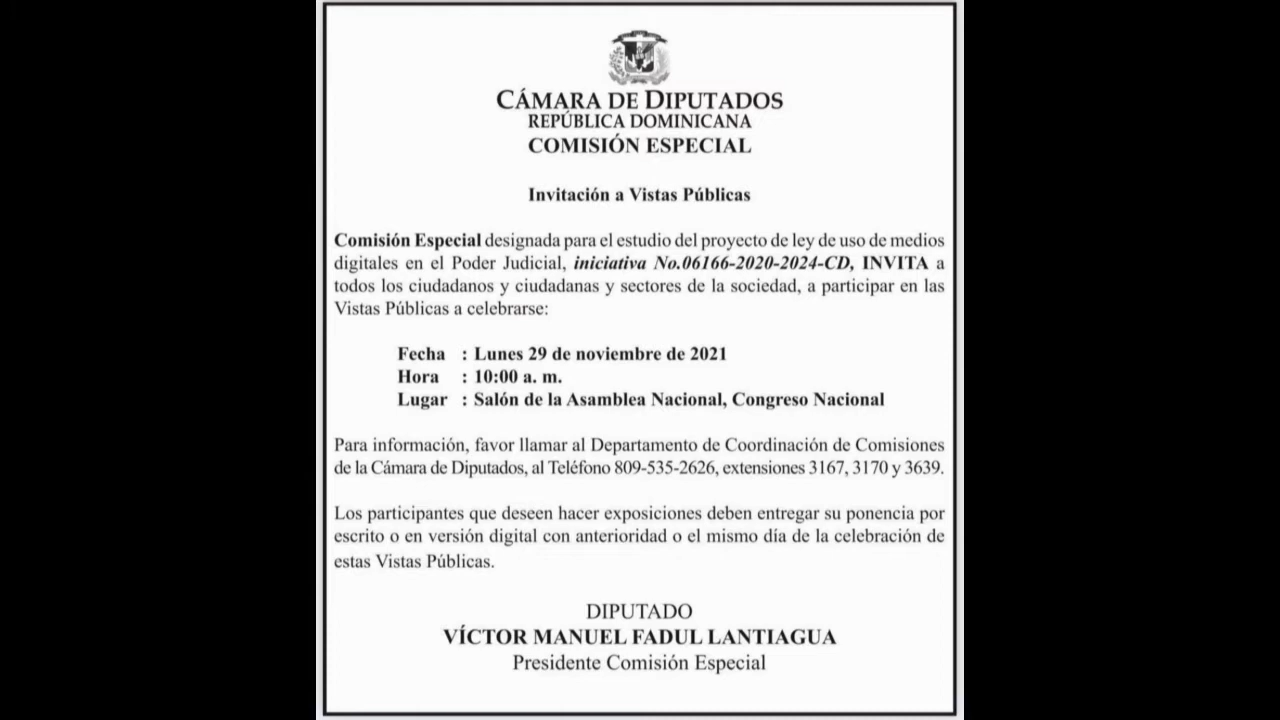 CÁMARA DE DIPUTADOS
REPÚBLICA DOMINICANA
COMISIÓN ESPECIAL
Invitación a Vistas Públicas
Comisión Especial designada para el estudio del proyecto de ley de uso de medios
digitales en el Poder Judicial, iniciativa No.06166-2020-2024-CD, INVITA a
todos los ciudadanos y ciudadanas y sectores de la sociedad, a participar en las
Vistas Públicas a celebrarse:
Fecha : Lunes 29 de noviembre de 2021
Hora : 10:00 a. m.
Lugar : Salón de la Asamblea Nacional, Congreso Nacional
Para información, favor llamar al Departamento de Coordinación de Comisiones
de la Cámara de Diputados, al Teléfono 809-535-2626, extensiones 3167, 3170 y 3639.
Los participantes que deseen hacer exposiciones deben entregar su ponencia por
escrito o en versión digital con anterioridad o el mismo día de la celebración de
estas Vistas Públicas.
DIPUTADO
VÍCTOR MANUEL FADUL LANTIAGUA
Presidente Comisión Especial